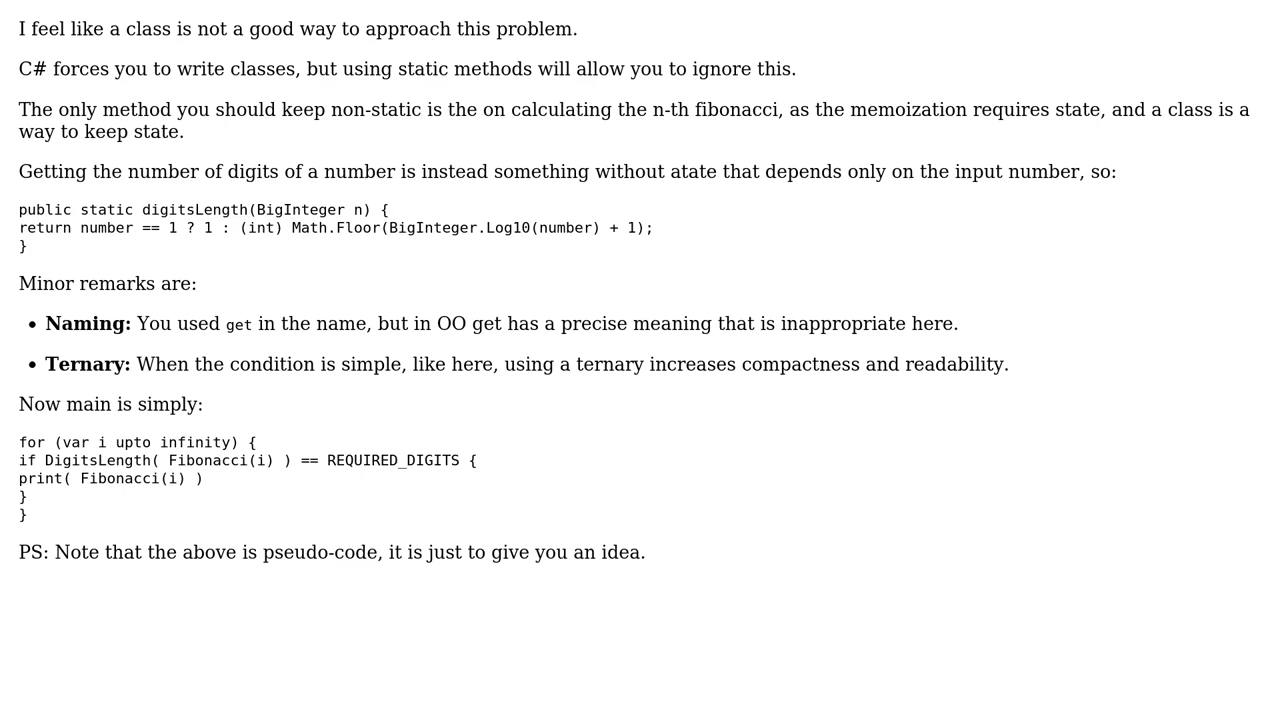 I feel like a class is not a good way to approach this problem.
C# forces you to write classes, but using static methods will allow you to ignore this.
The only method you should keep non-static is the on calculating the n-th fibonacci, as the memoization requires state, and a class is a
way to keep state.
Getting the number of digits of a number is instead something without atate that depends only on the input number, so:
public static digitsLength(BigInteger n) {
return number == 1 ? 1 : (int) Math.Floor(BigInteger.Log10(number) + 1);
}
Minor remarks are:
• Naming: You used get in the name, but in OO get has a precise meaning that is inappropriate here.
• Ternary: When the condition is simple, like here, using a ternary increases compactness and readability.
Now main is simply:
for (var i upto infinity) {
if DigitsLength( Fibonacci(i) ) == REQUIRED_DIGITS {
print( Fibonacci(i) )
}
}
PS: Note that the above is pseudo-code, it is just to give you an idea.